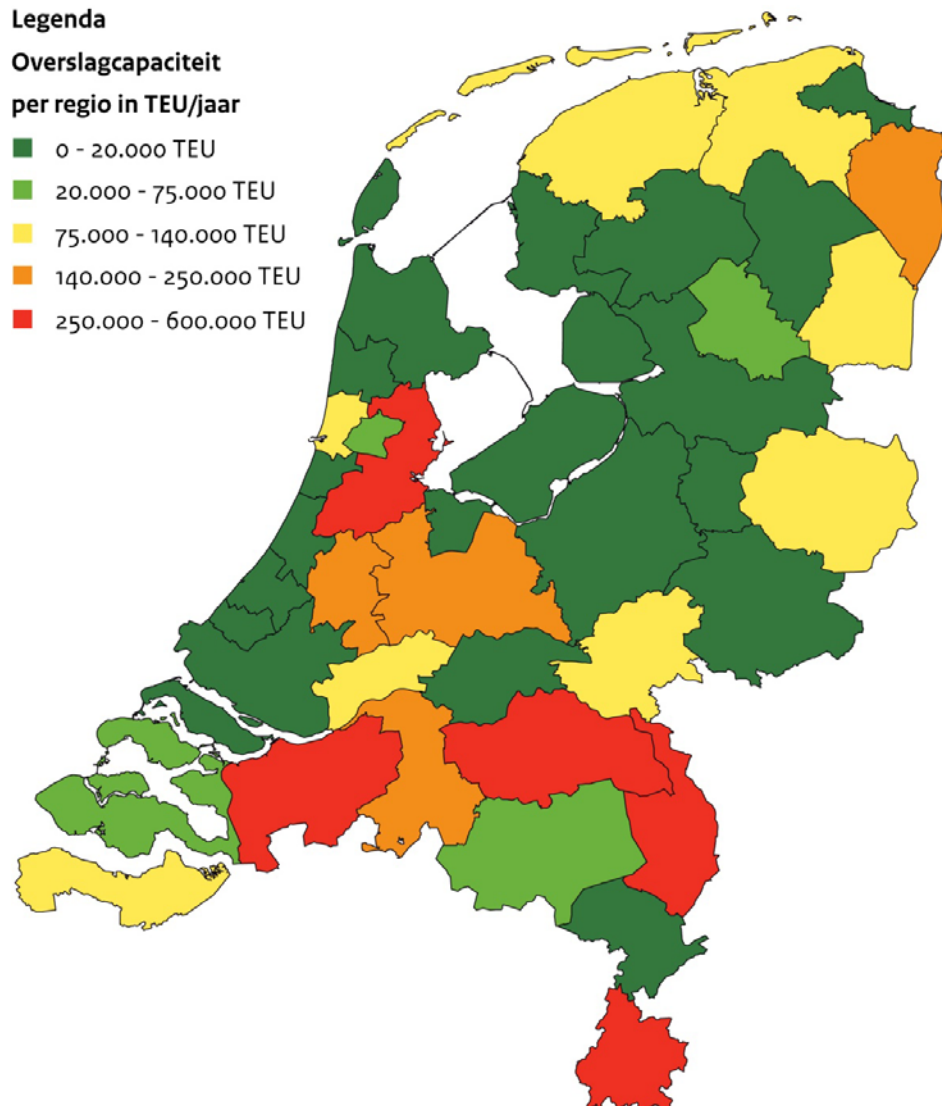 Legenda
Overslagcapaciteit
per regio in TEU/jaar
0 - 20.000 TEU
20.000 - 75.000 TEU
75.000 - 140.000 TEU
140.000 - 250.000 TEU
250.000 - 600.000 TEU